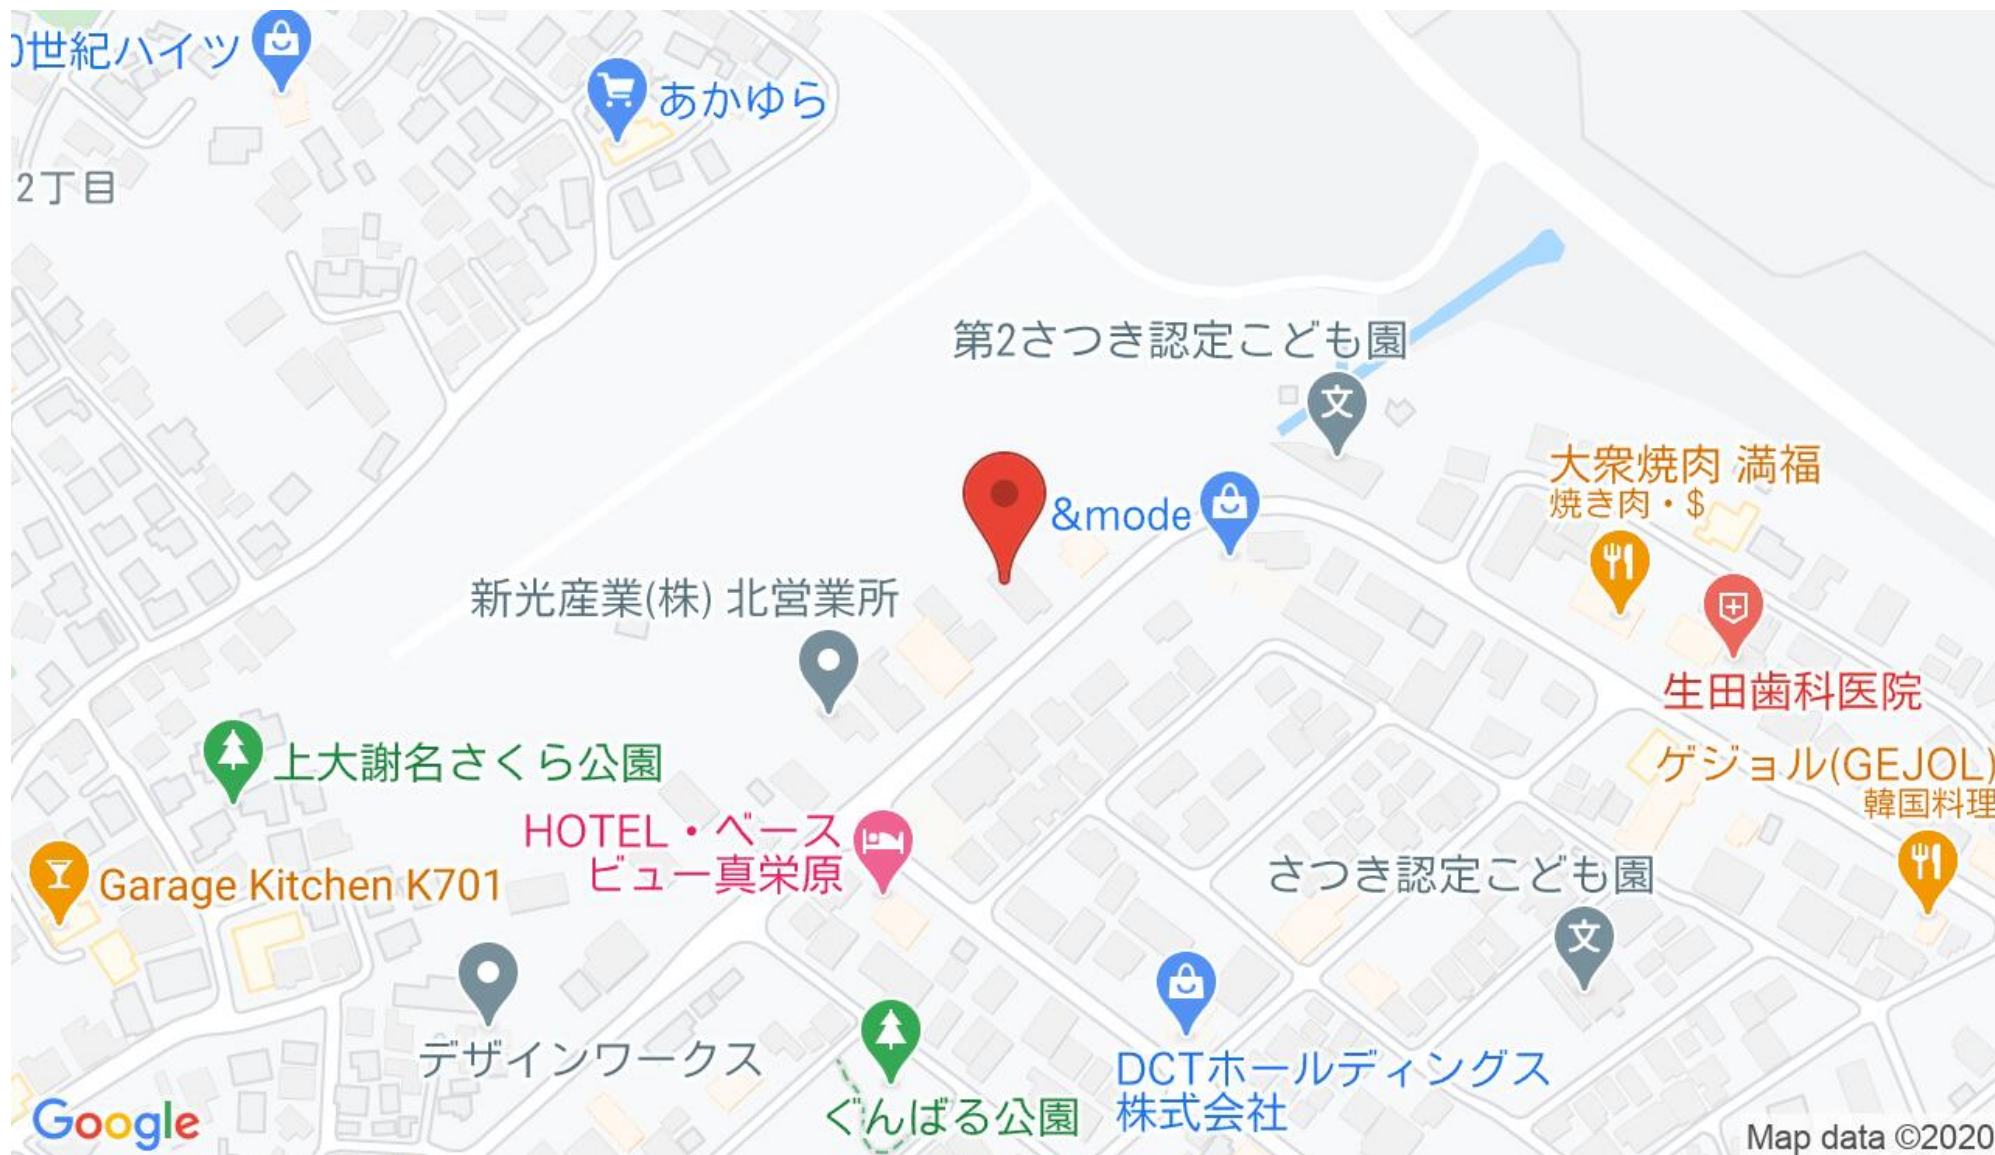 世紀ハイツ
あかゆら
2丁目
第2さつき認定こども園
大衆焼肉 満福
焼き肉・$
&mode
新光産業(株) 北営業所
生田歯科医院
上大謝名さくら公園
ゲジョル(GEJOL)
韓国料理
HOTEL・ベース
ビュー真栄原
Garage Kitchen K701
さつき認定こども園
デザインワークス
DCTホールディングス
株式会社
ぐんばる公園
Google
Map data ©2020